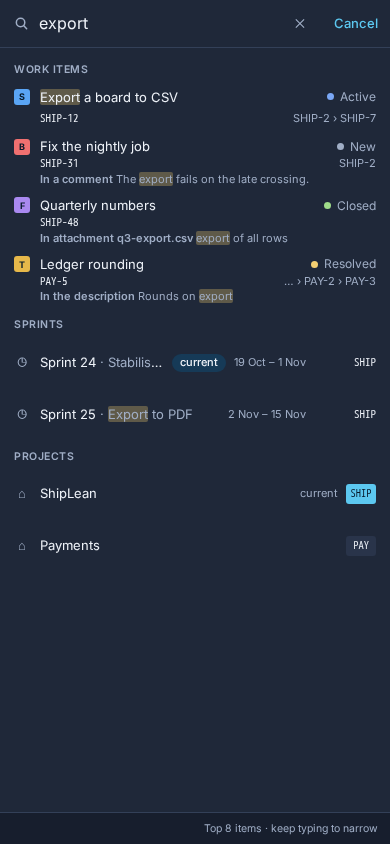 export Cancel
WORK ITEMS
S Export a board to CSV Active
SHIP-12 SHIP-2 › SHIP-7
B Fix the nightly job New
SHIP-31 SHIP-2
In a comment The export fails on the late crossing.
F Quarterly numbers Closed
SHIP-48
In attachment q3-export.csv export of all rows
T Ledger rounding Resolved
PAY-5 … › PAY-2 › PAY-3
In the description Rounds on export
SPRINTS
Sprint 24 · Stabilis… current 19 Oct – 1 Nov SHIP
Sprint 25 · Export to PDF 2 Nov – 15 Nov SHIP
PROJECTS
ShipLean current SHIP
Payments PAY
Top 8 items · keep typing to narrow